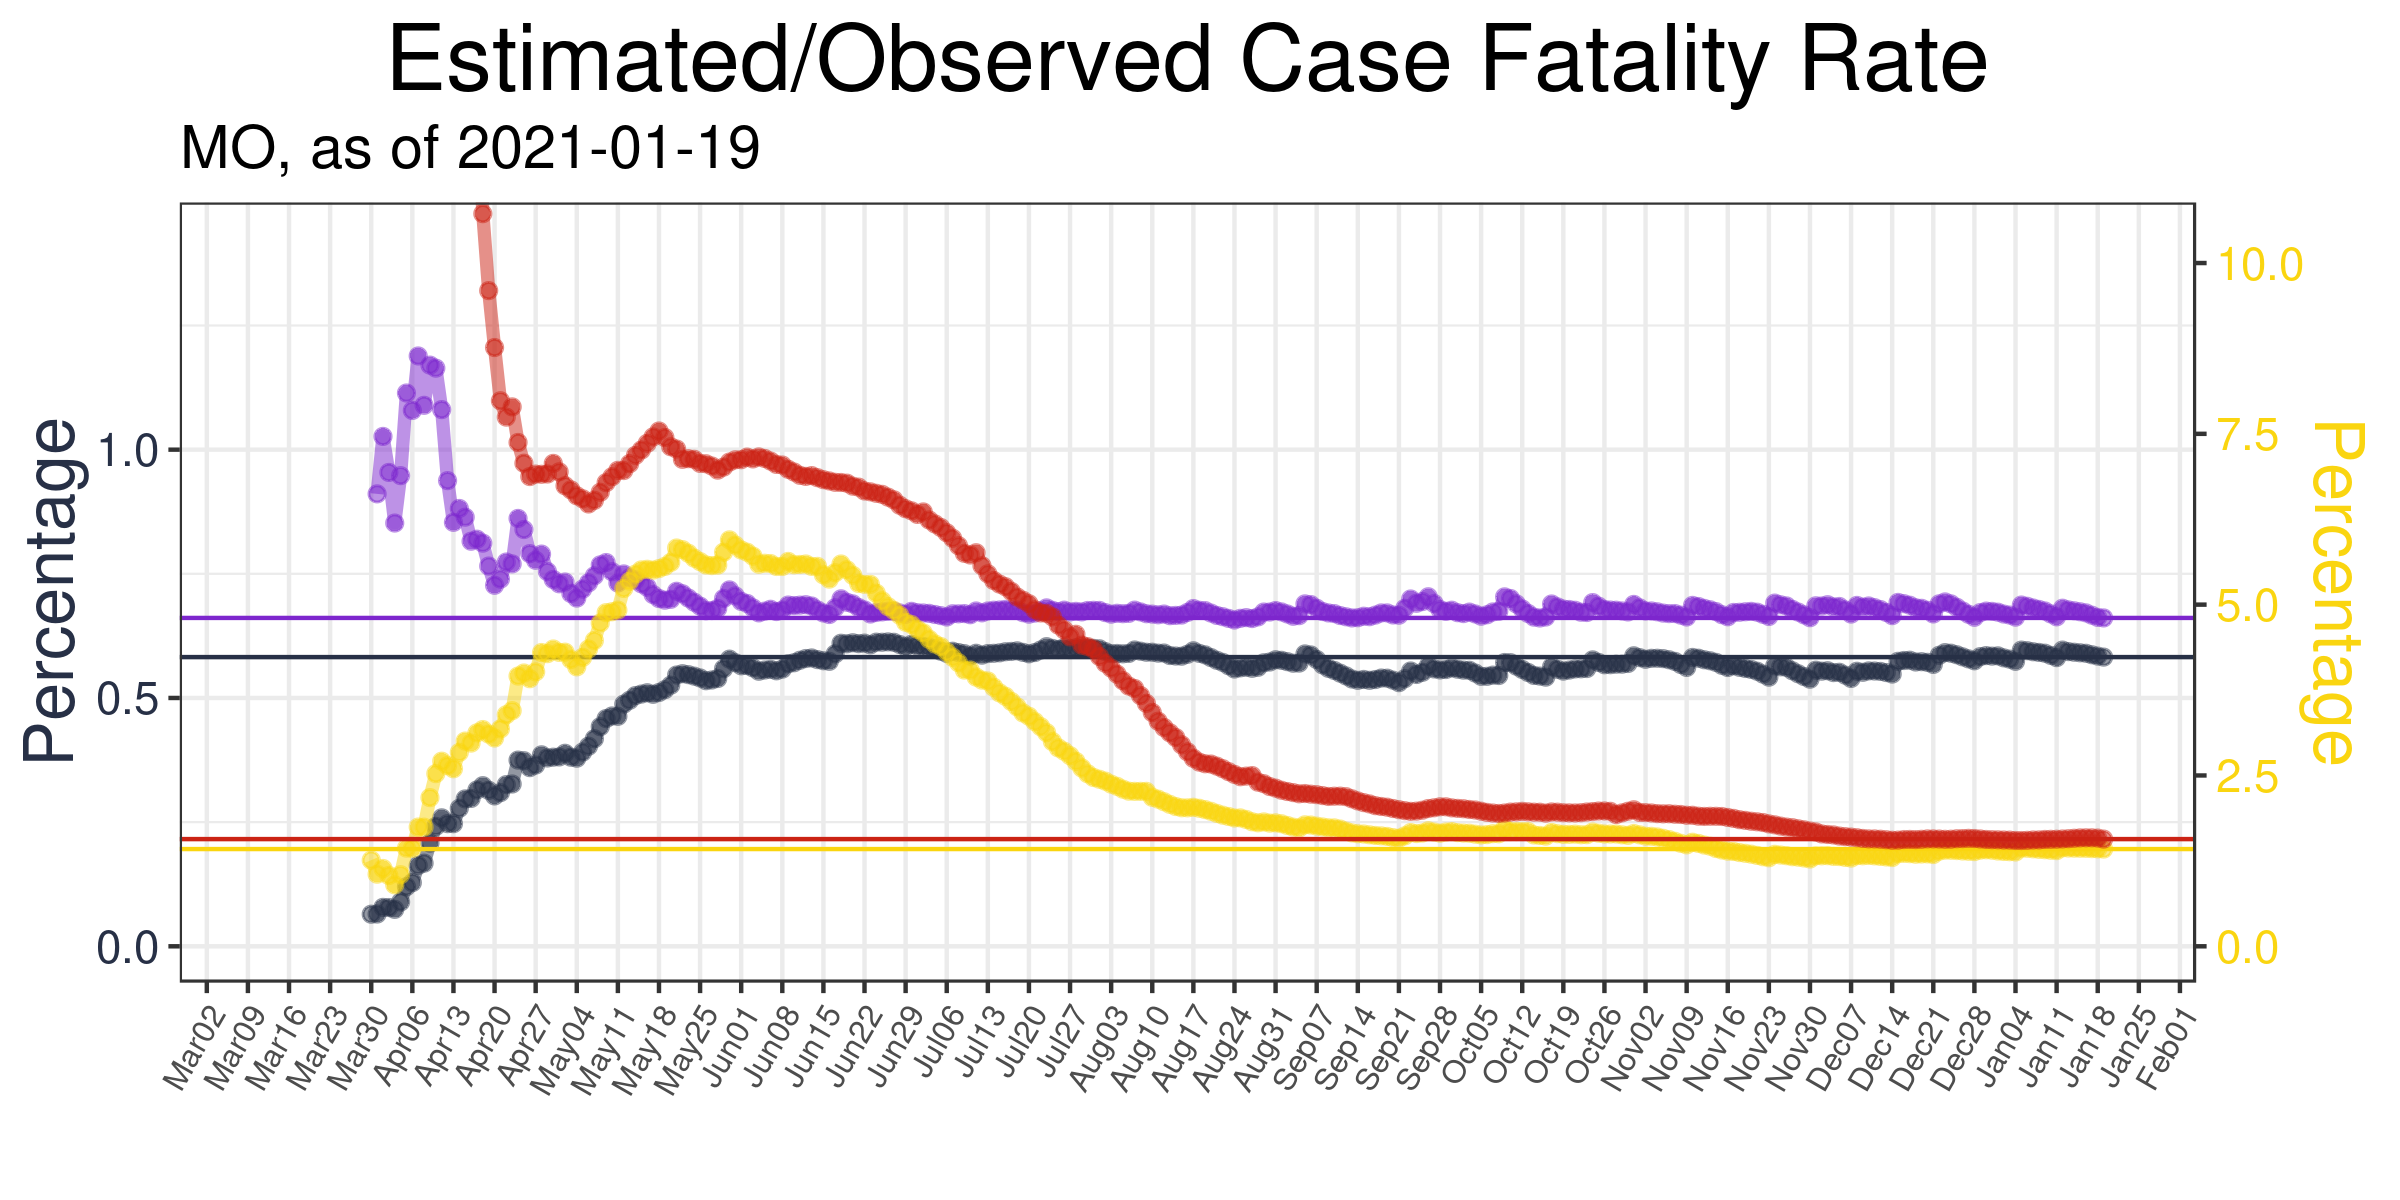 Estimated/Observed Case Fatality Rate
MO, as of 2021-01-19
Percentage
1.0
0.5
0.0
10.0
7.5
5.0
2.5
0.0
Percentage
Mar02 Mar09 Mar16 Mar23 Mar30 Apr06 Apr13 Apr20 Apr27 May04 May11 May18 May25 Jun01 Jun08 Jun15 Jun22 Jun29 Jul06 Jul13 Jul20 Jul27 Aug03 Aug10 Aug17 Aug24 Aug31 Sep07 Sep14 Sep21 Sep28 Oct05 Oct12 Oct19 Oct26 Nov02 Nov09 Nov16 Nov23 Nov30 Dec07 Dec14 Dec21 Dec28 Jan04 Jan11 Jan18 Jan25 Feb01